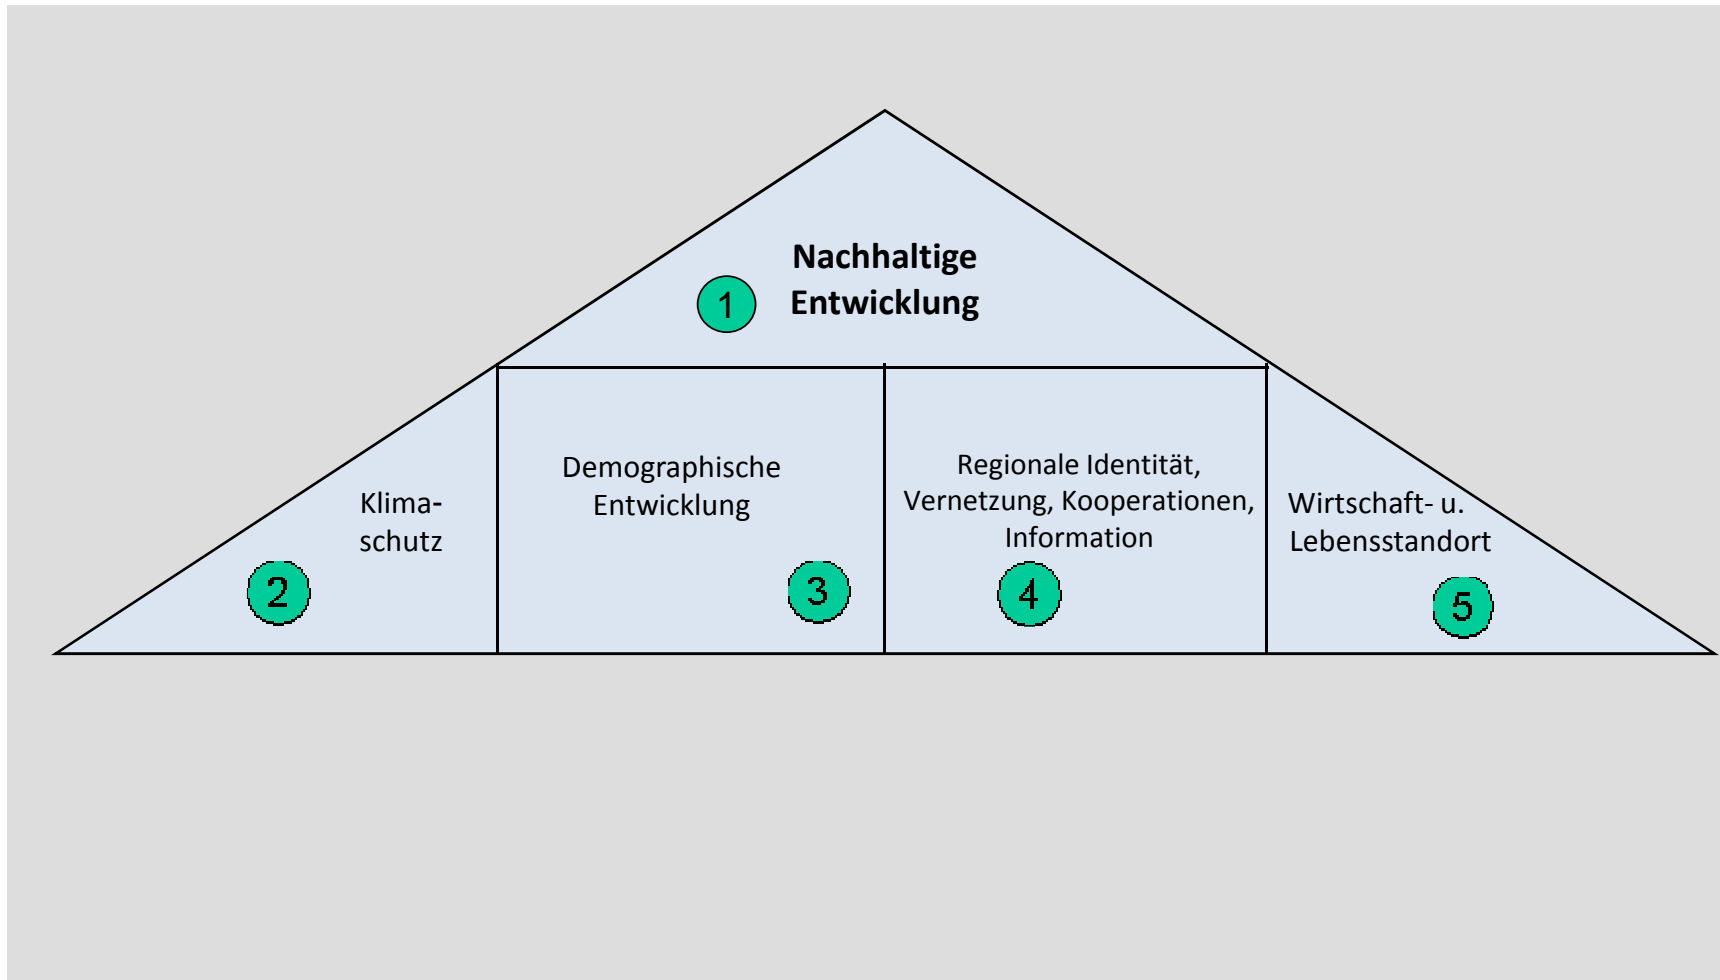 Nachhaltige
1
Entwicklung
Klima-
schutz
2
Demographische
Entwicklung
3
Regionale Identität,
Vernetzung, Kooperationen,
Information
4
Wirtschaft- u.
Lebensstandort
5